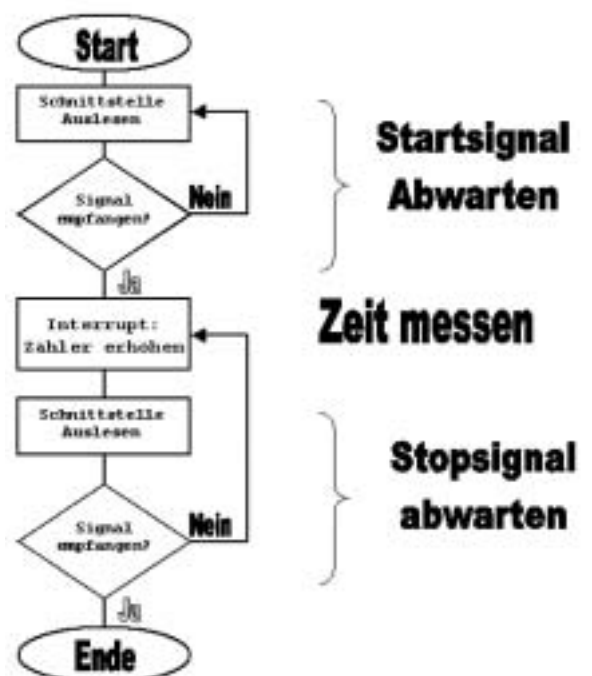 Start
Schnittstelle
Auslesen
Startsignal
Abwarten
Signal
empfangen?
Nein
Ja
Interrupt:
Zähler erhöhen
Zeit messen
Schnittstelle
Auslesen
Stopsignal
abwarten
Signal
empfangen?
Nein
Ja
Ende